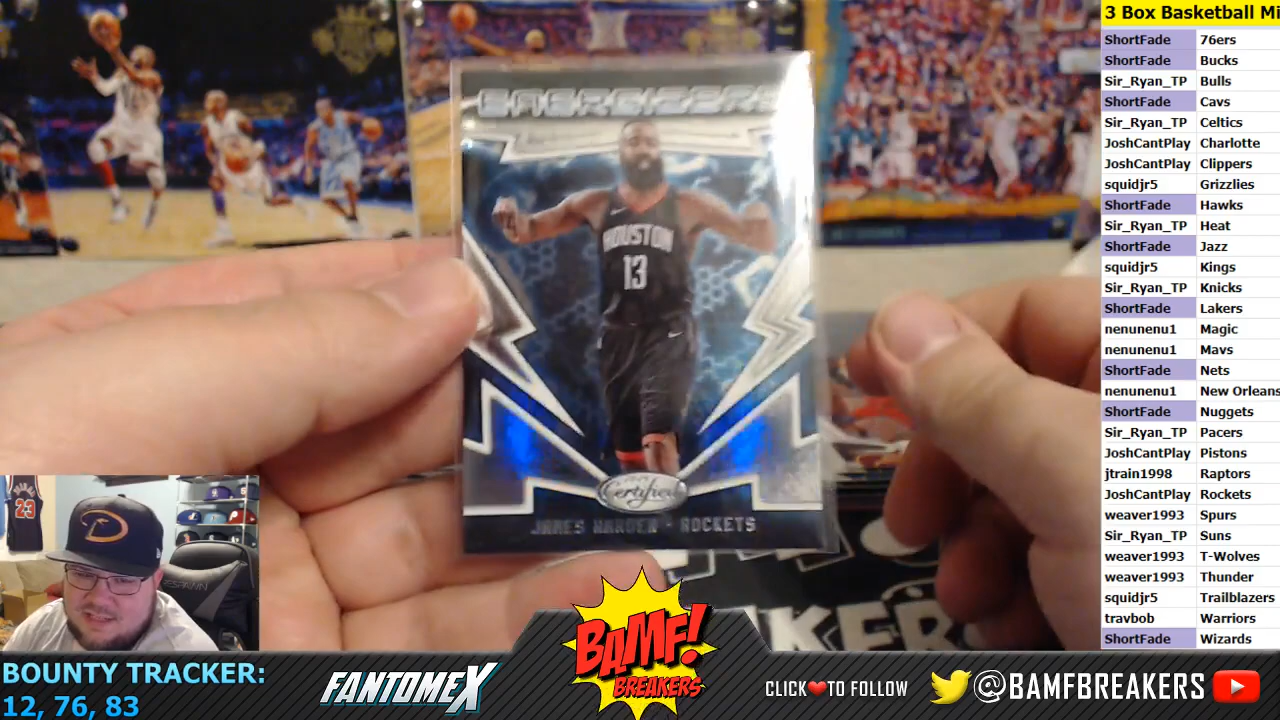 3 Box Basketball Mi
ShortFade 76ers
ShortFade Bucks
Sir_Ryan_TP Bulls
ShortFade Cavs
Sir_Ryan_TP Celtics
JoshCantPlay Charlotte
JoshCantPlay Clippers
squidjr5 Grizzlies
ShortFade Hawks
Sir_Ryan_TP Heat
ShortFade Jazz
squidjr5 Kings
Sir_Ryan_TP Knicks
ShortFade Lakers
nenunenu1 Magic
nenunenu1 Mavs
ShortFade Nets
nenunenu1 New Orleans
ShortFade Nuggets
Sir_Ryan_TP Pacers
JoshCantPlay Pistons
jtrain1998 Raptors
JoshCantPlay Rockets
weaver1993 Spurs
Sir_Ryan_TP Suns
weaver1993 T-Wolves
weaver1993 Thunder
squidjr5 Trailblazers
travbob Warriors
ShortFade Wizards
HOUSTON
13
Certified
JAMES HARDEN - ROCKETS
23
BOUNTY TRACKER:
12, 76, 83
FANTOMEX
BAMF!
BREAKERS
CLICK❤TO FOLLOW
@BAMFBREAKERS